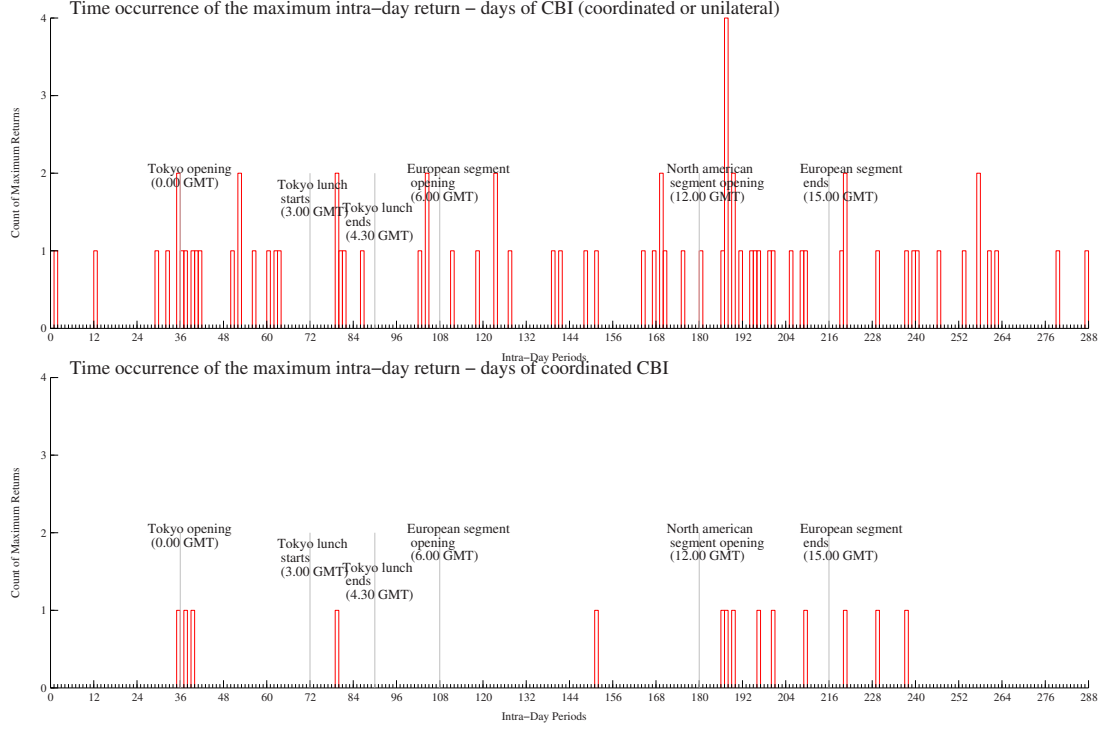 Time occurrence of the maximum intra−day return − days of CBI (coordinated or unilateral)
4
3
2
1
0
Count of Maximum Returns
Tokyo opening
(0.00 GMT)
Tokyo lunch
starts
(3.00 GMT)
Tokyo lunch
ends
(4.30 GMT)
European segment
opening
(6.00 GMT)
North american
segment opening
(12.00 GMT)
European segment
ends
(15.00 GMT)
0 12 24 36 48 60 72 84 96 108 120 132 144 156 168 180 192 204 216 228 240 252 264 276 288
Intra−Day Periods
Time occurrence of the maximum intra−day return − days of coordinated CBI
4
3
2
1
0
Count of Maximum Returns
Tokyo opening
(0.00 GMT)
Tokyo lunch
starts
(3.00 GMT)
Tokyo lunch
ends
(4.30 GMT)
European segment
opening
(6.00 GMT)
North american
segment opening
(12.00 GMT)
European segment
ends
(15.00 GMT)
0 12 24 36 48 60 72 84 96 108 120 132 144 156 168 180 192 204 216 228 240 252 264 276 288
Intra−Day Periods